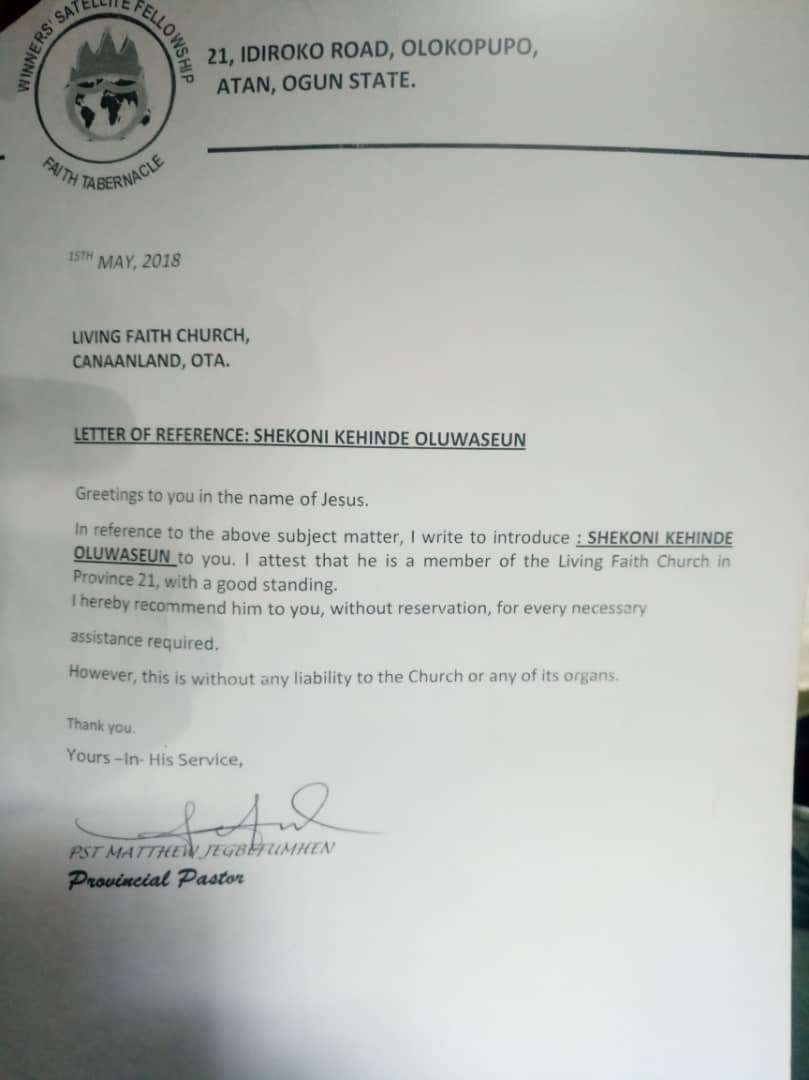 WINNERS' SATELLITE FELLOWSHIP
FAITH TABERNACLE
21, IDIROKO ROAD, OLOKOPUPO,
ATAN, OGUN STATE.
15TH MAY, 2018
LIVING FAITH CHURCH,
CANAANLAND, OTA.
LETTER OF REFERENCE: SHEKONI KEHINDE OLUWASEUN
Greetings to you in the name of Jesus.
In reference to the above subject matter, I write to introduce : SHEKONI KEHINDE
OLUWASEUN to you. I attest that he is a member of the Living Faith Church in
Province 21, with a good standing.
I hereby recommend him to you, without reservation, for every necessary
assistance required.
However, this is without any liability to the Church or any of its organs.
Thank you.
Yours –In- His Service,
PST MATTHEW JEGBEFUMHEN
Provincial Pastor